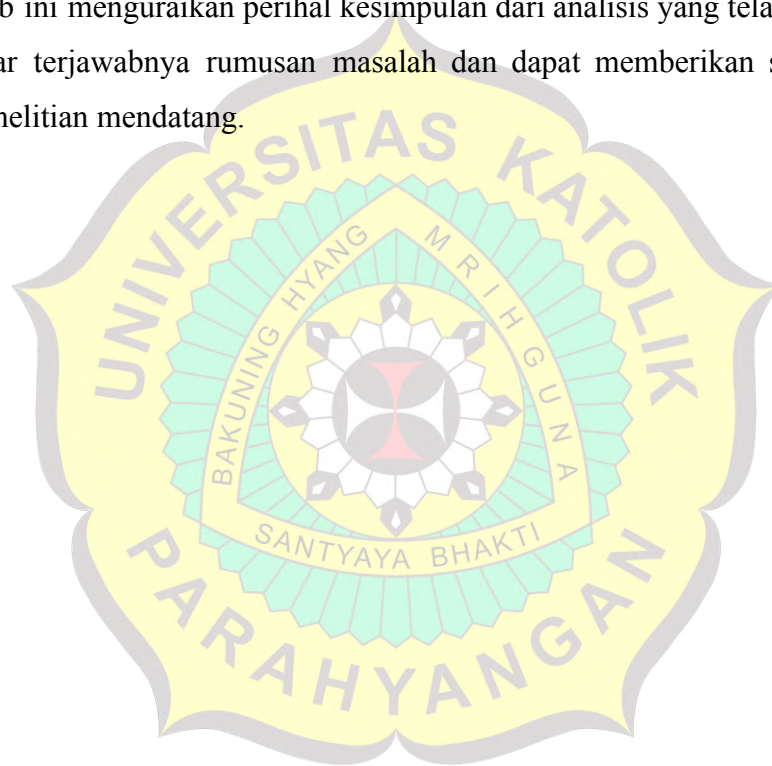 b ini menguraikan perihal kesimpulan dari analisis yang tela
ar terjawabnya rumusan masalah dan dapat memberikan s
nelitian mendatang.
UNIVERSITAS KATOLIK
BAKUNING HYANG MRIHGUNA
SANTYAYA BHAKTI
PARAHYANGAN